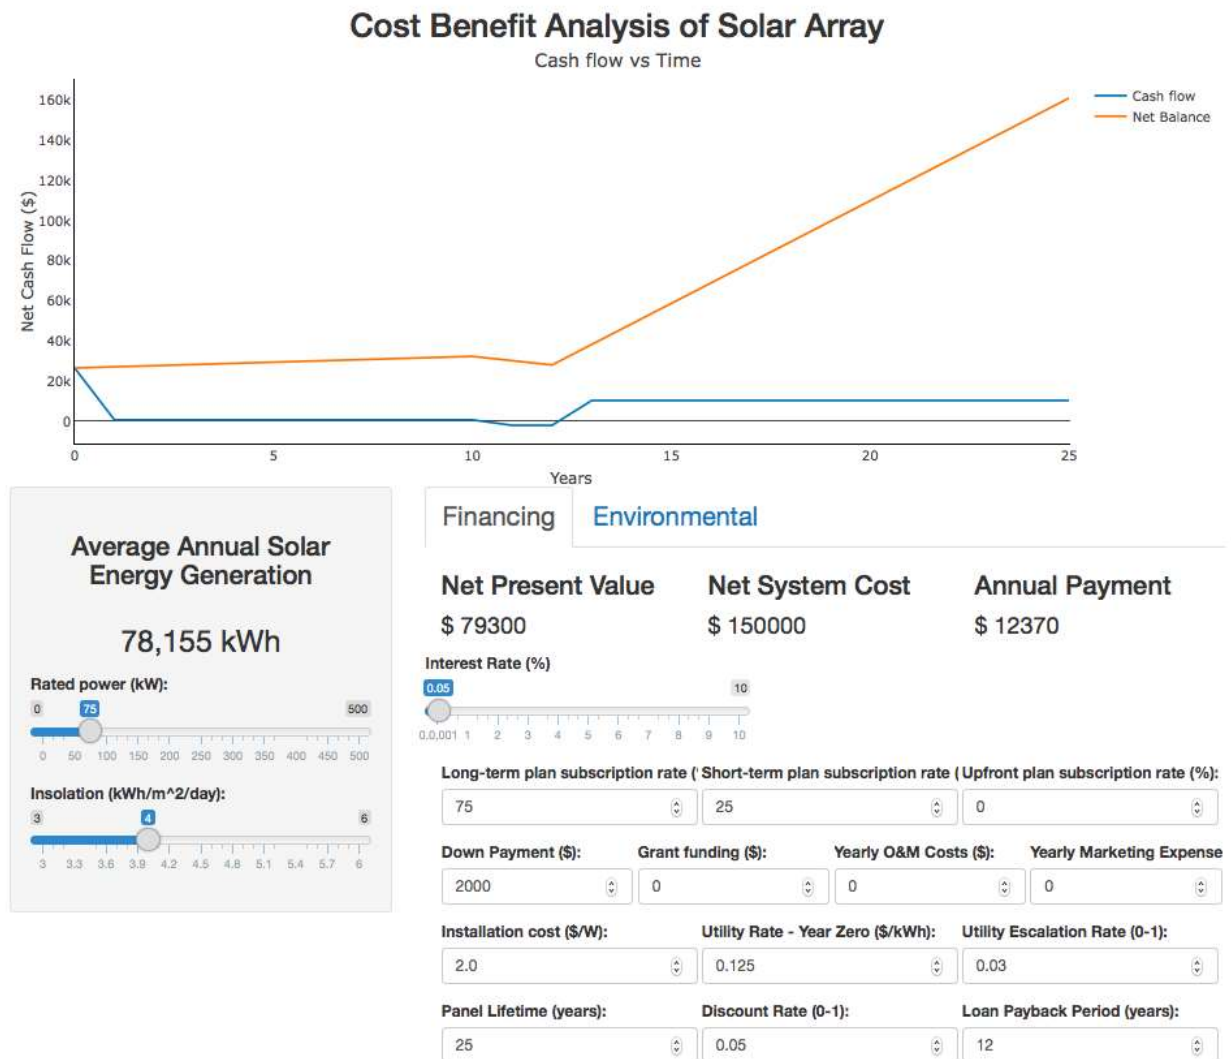 Cost Benefit Analysis of Solar Array
Cash flow vs Time
Cash flow
Net Balance
Net Cash Flow ($)
160k
140k
120k
100k
80k
60k
40k
20k
0
0 5 10 15 20 25
Years
Average Annual Solar
Energy Generation
78,155 kWh
Rated power (kW):
0 75 500
0 50 100 150 200 250 300 350 400 450 500
Insolation (kWh/m^2/day):
3 4 6
3 3.3 3.6 3.9 4.2 4.5 4.8 5.1 5.4 5.7 6
Financing Environmental
Net Present Value Net System Cost Annual Payment
$ 79300 $ 150000 $ 12370
Interest Rate (%)
0.05 10
0.0,001 1 2 3 4 5 6 7 8 9 10
Long-term plan subscription rate ( Short-term plan subscription rate ( Upfront plan subscription rate (%):
75 25 0
Down Payment ($): Grant funding ($): Yearly O&M Costs ($): Yearly Marketing Expense
2000 0 0 0
Installation cost ($/W): Utility Rate - Year Zero ($/kWh): Utility Escalation Rate (0-1):
2.0 0.125 0.03
Panel Lifetime (years): Discount Rate (0-1): Loan Payback Period (years):
25 0.05 12